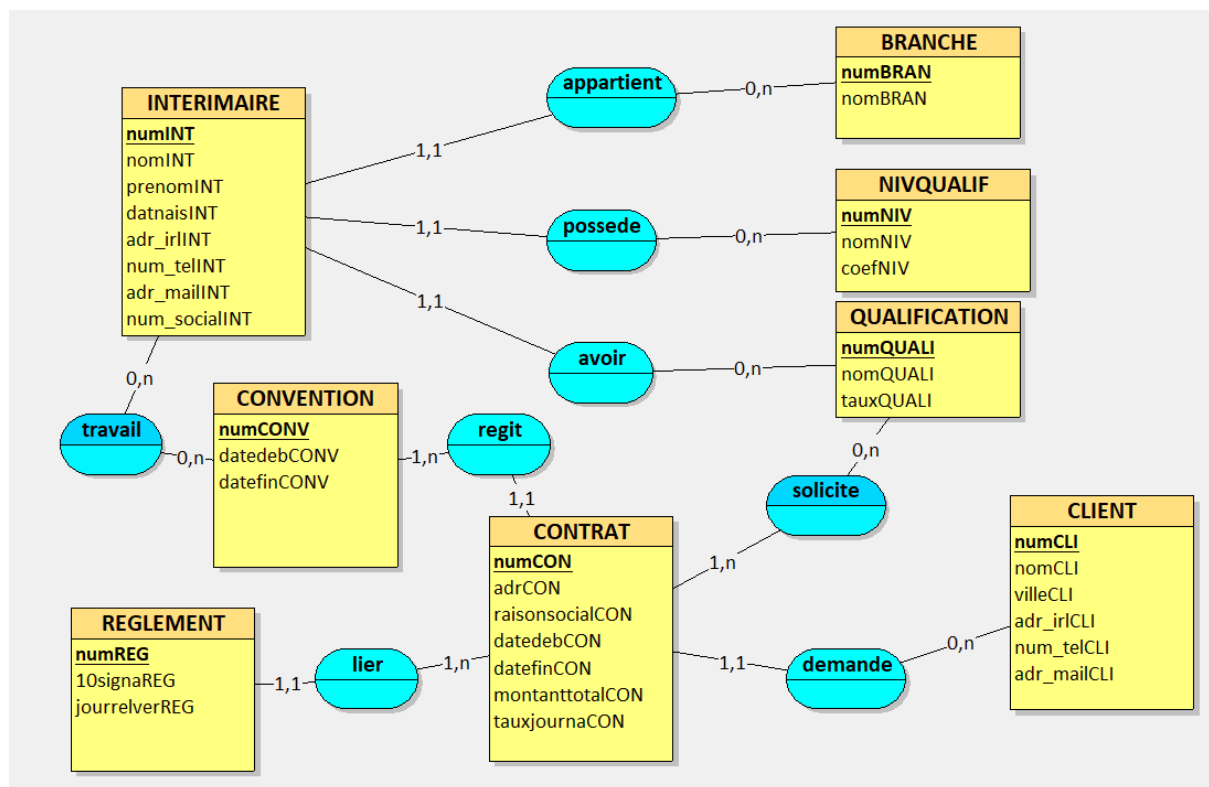 BRANCHE
numBRAN
nomBRAN
appartient
0,n
1,1
INTERIMAIRE
numINT
nomINT
prenomINT
datnaisINT
adr_irlINT
num_telINT
adr_mailINT
num_socialINT
NIVQUALIF
numNIV
nomNIV
coefNIV
possede
0,n
1,1
QUALIFICATION
numQUALI
nomQUALI
tauxQUALI
avoir
0,n
1,1
0,n
travail
0,n
CONVENTION
numCONV
datedebCONV
datefinCONV
1,n
regit
1,1
0,n
solicite
1,n
CONTRAT
numCON
adrCON
raisonsocialCON
datedebCON
datefinCON
montanttotalCON
tauxjournaCON
CLIENT
numCLI
nomCLI
villeCLI
adr_irlCLI
num_telCLI
adr_mailCLI
REGLEMENT
numREG
10signaREG
jourrelverREG
1,1
lier
1,n
1,1
demande
0,n